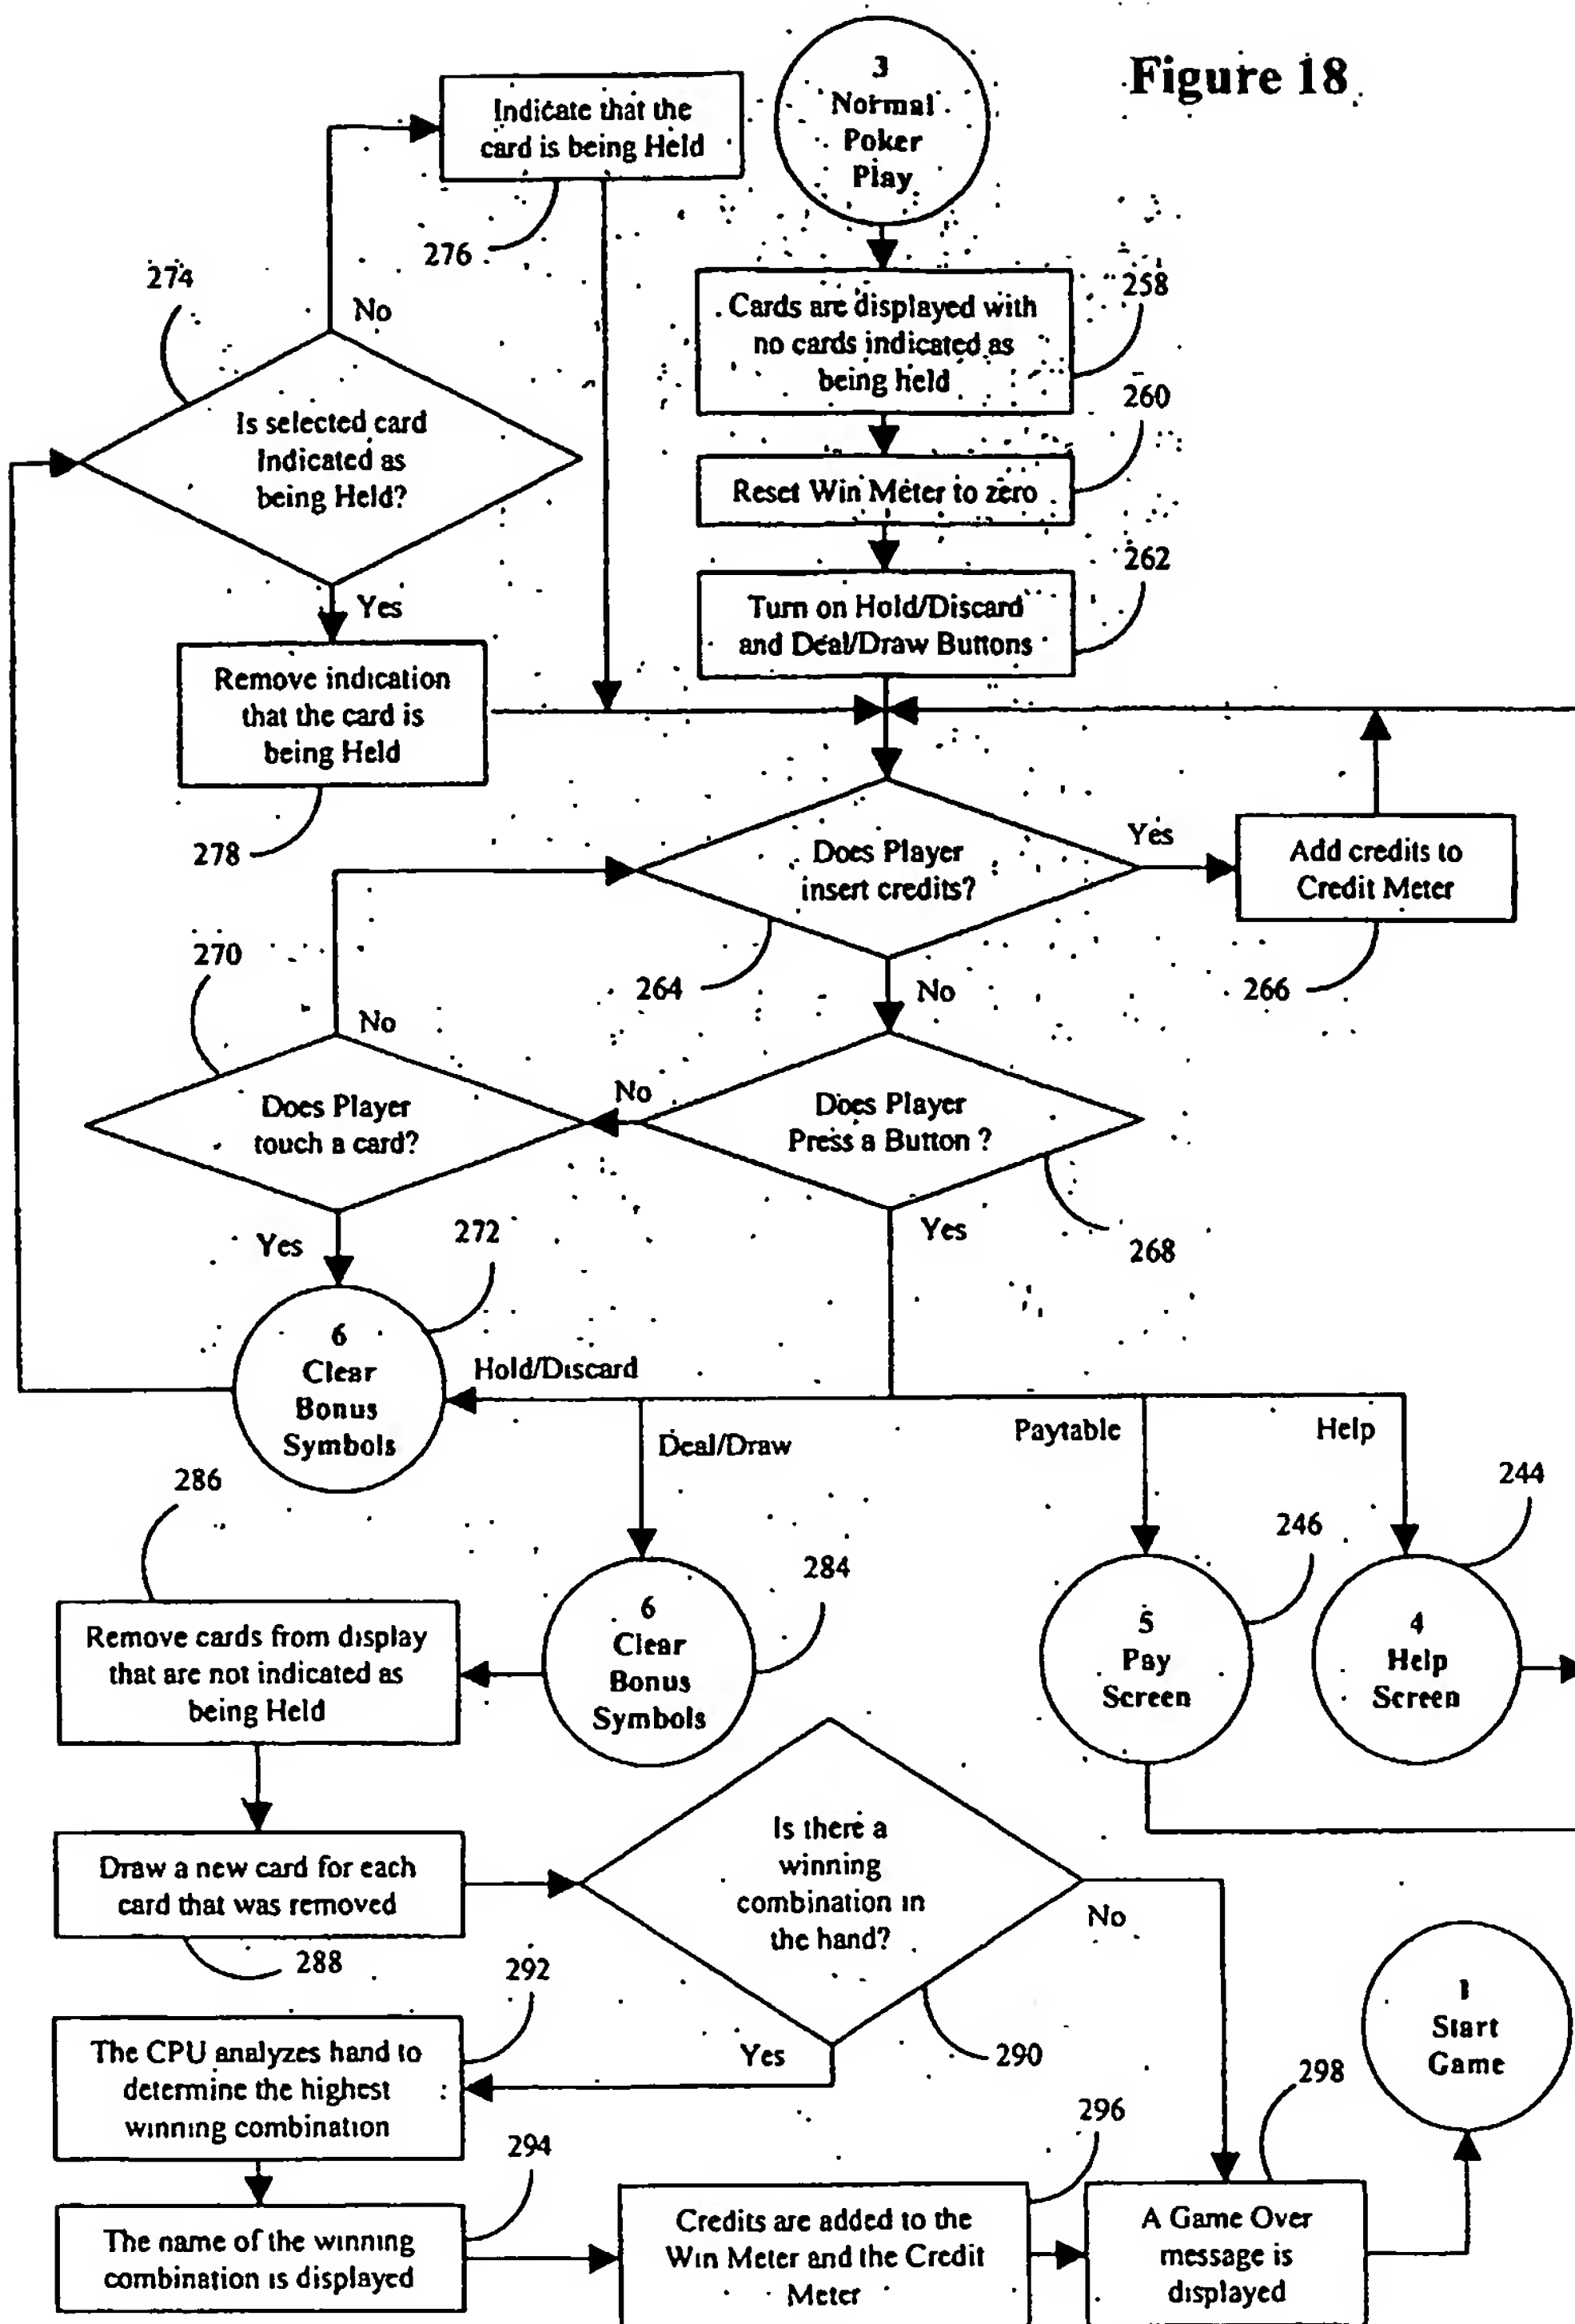 Figure 18
3
Normal
Poker
Play
Indicate that the
card is being Held
276
274
No
Is selected card
Indicated as
being Held?
Yes
Remove indication
that the card is
being Held
278
Cards are displayed with
no cards indicated as
being held
258
260
Reset Win Meter to zero
262
Turn on Hold/Discard
and Deal/Draw Buttons
Does Player
insert credits?
Yes
Add credits to
Credit Meter
266
264
No
270
No
Does Player
touch a card?
No
Does Player
Press a Button ?
268
Yes
Yes
272
6
Clear
Bonus
Symbols
Hold/Discard
Deal/Draw
Paytable
Help
286
284
246
244
Remove cards from display
that are not indicated as
being Held
6
Clear
Bonus
Symbols
5
Pay
Screen
4
Help
Screen
Draw a new card for each
card that was removed
288
Is there a
winning
combination in
the hand?
No
Yes
290
292
The CPU analyzes hand to
determine the highest
winning combination
294
The name of the winning
combination is displayed
296
Credits are added to the
Win Meter and the Credit
Meter
298
A Game Over
message is
displayed
1
Start
Game